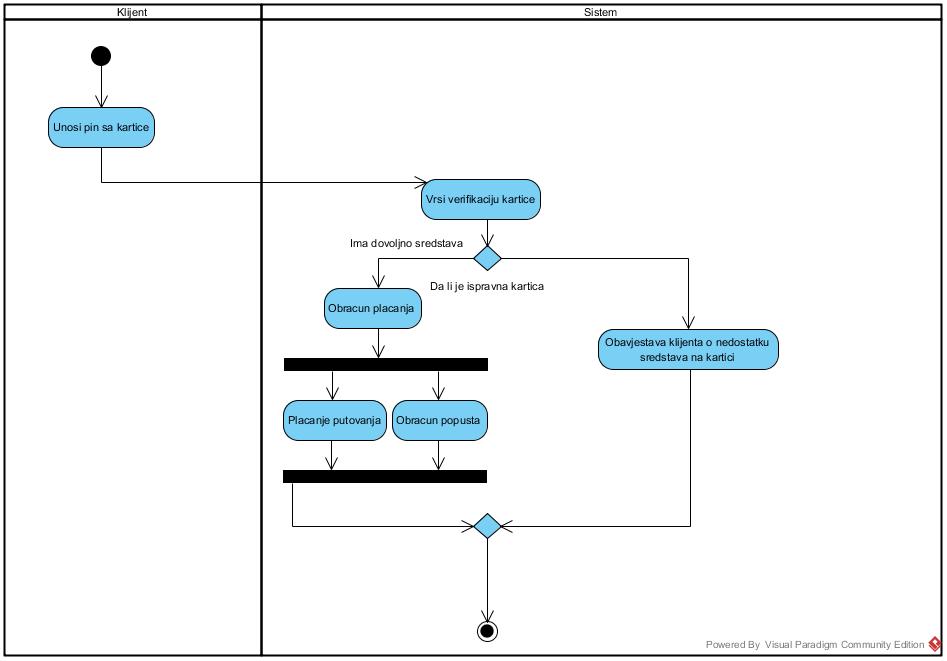 Klijent
Sistem
Unosi pin sa kartice
Vrsi verifikaciju kartice
Ima dovoljno sredstava
Da li je ispravna kartica
Obracun placanja
Obavjestava klijenta o nedostatku
sredstava na kartici
Placanje putovanja
Obracun popusta
Powered By Visual Paradigm Community Edition